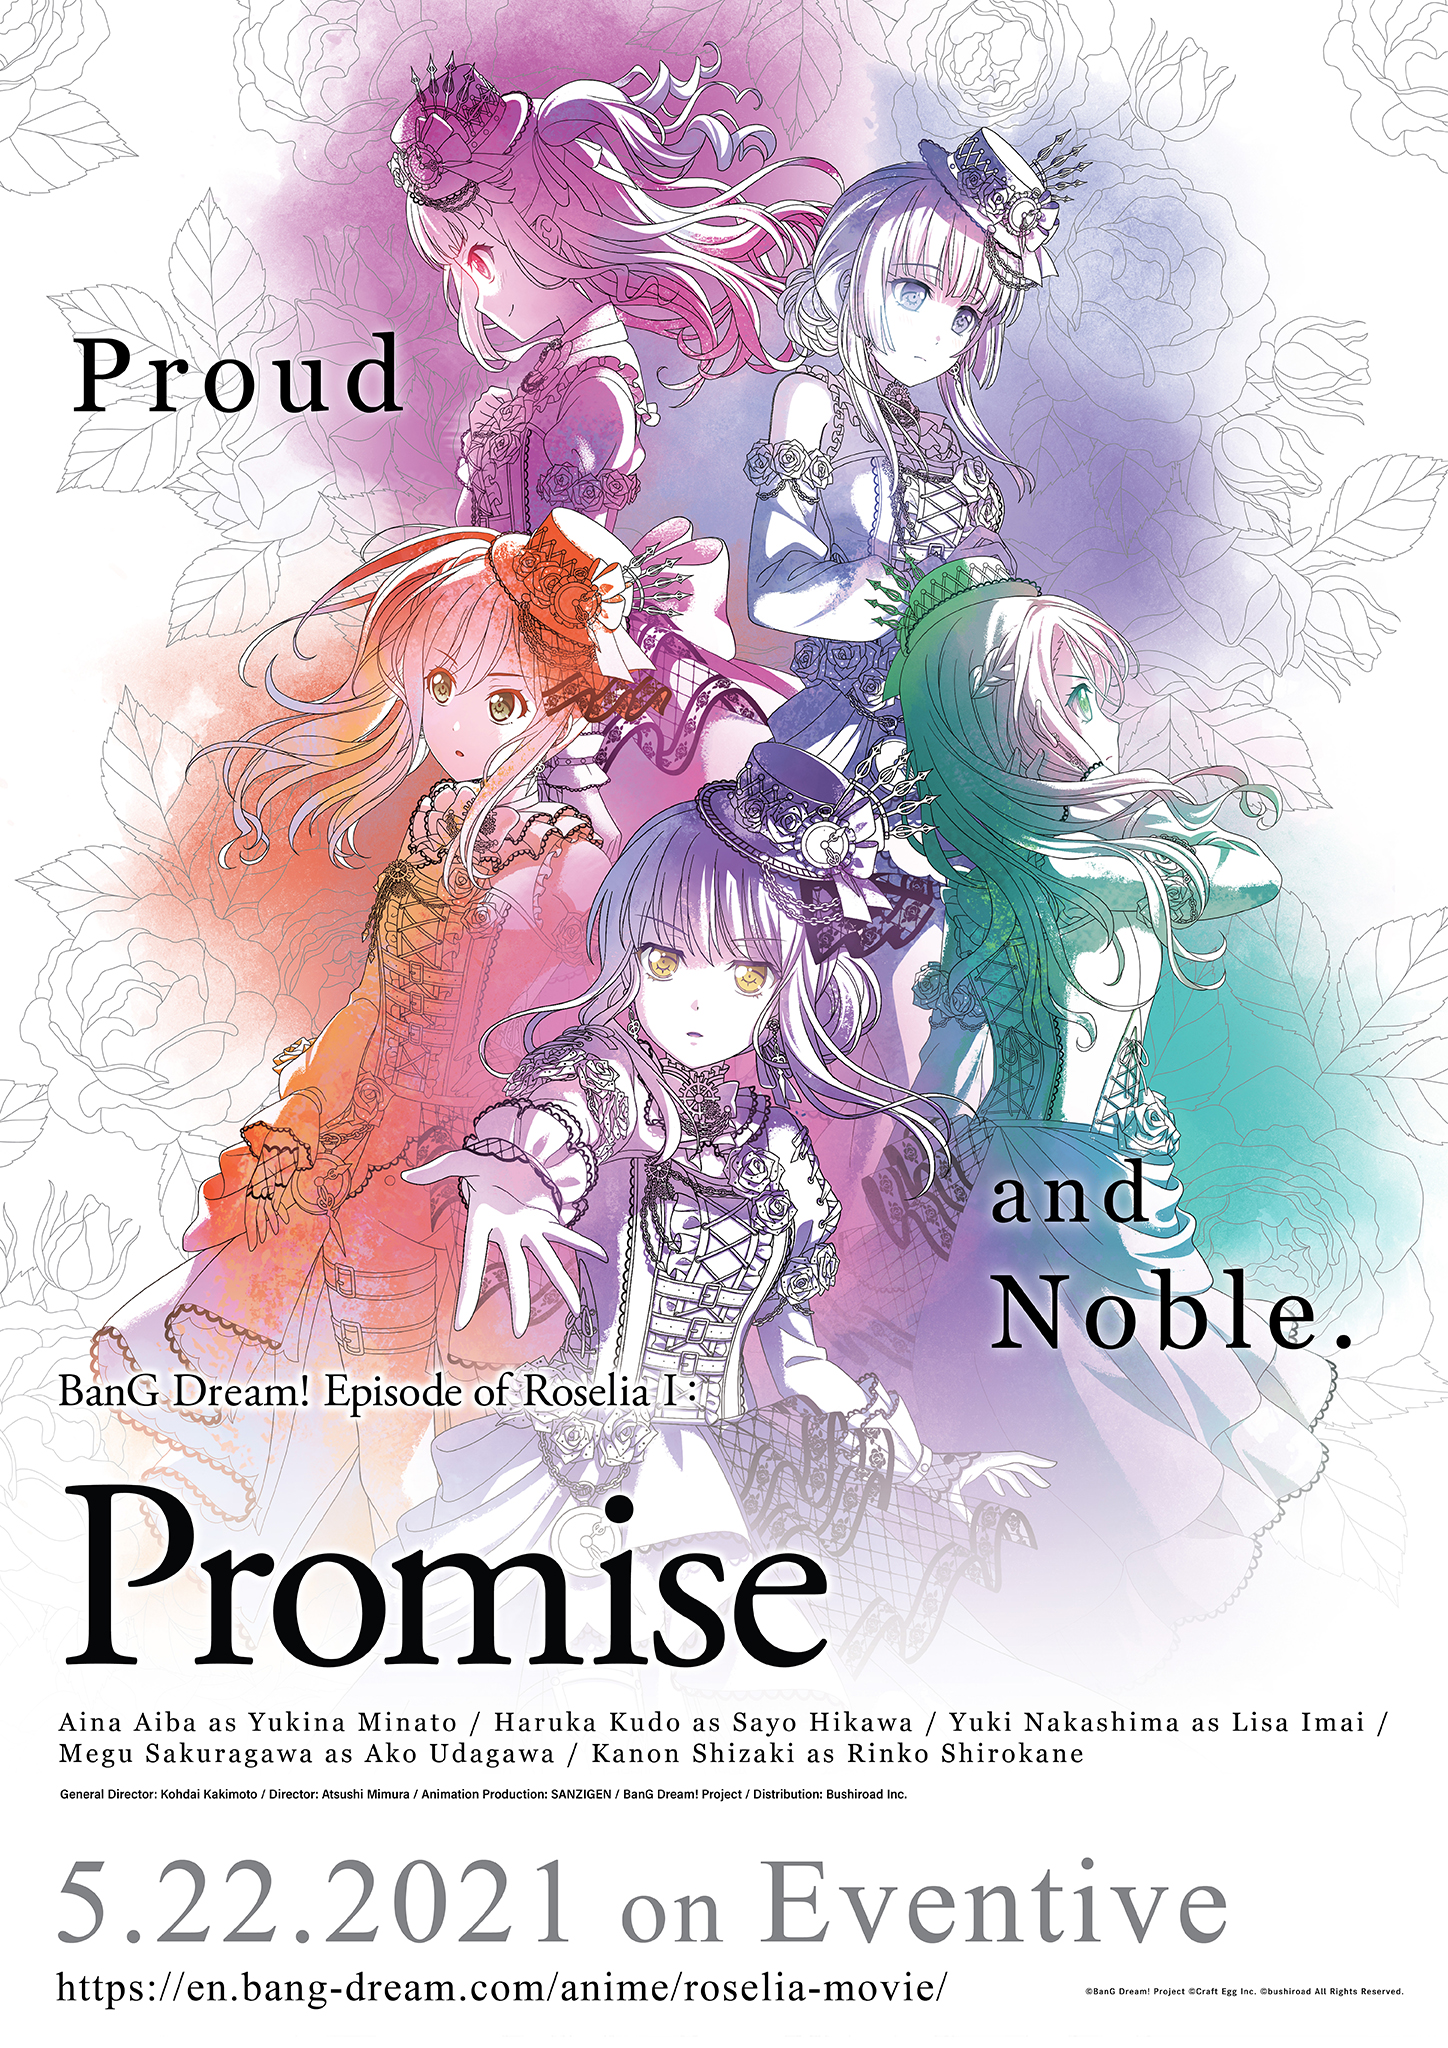 Proud
and
Noble.
BanG Dream! Episode of Roselia I:
Promise
Aina Aiba as Yukina Minato / Haruka Kudo as Sayo Hikawa / Yuki Nakashima as Lisa Imai /
Megu Sakuragawa as Ako Udagawa / Kanon Shizaki as Rinko Shirokane
General Director: Kohdai Kakimoto / Director: Atsushi Mimura / Animation Production: SANZIGEN / BanG Dream! Project / Distribution: Bushiroad Inc.
5.22.2021 on Eventive
https://en.bang-dream.com/anime/roselia-movie/
©BanG Dream! Project ©Craft Egg Inc. ©bushiroad All Rights Reserved.